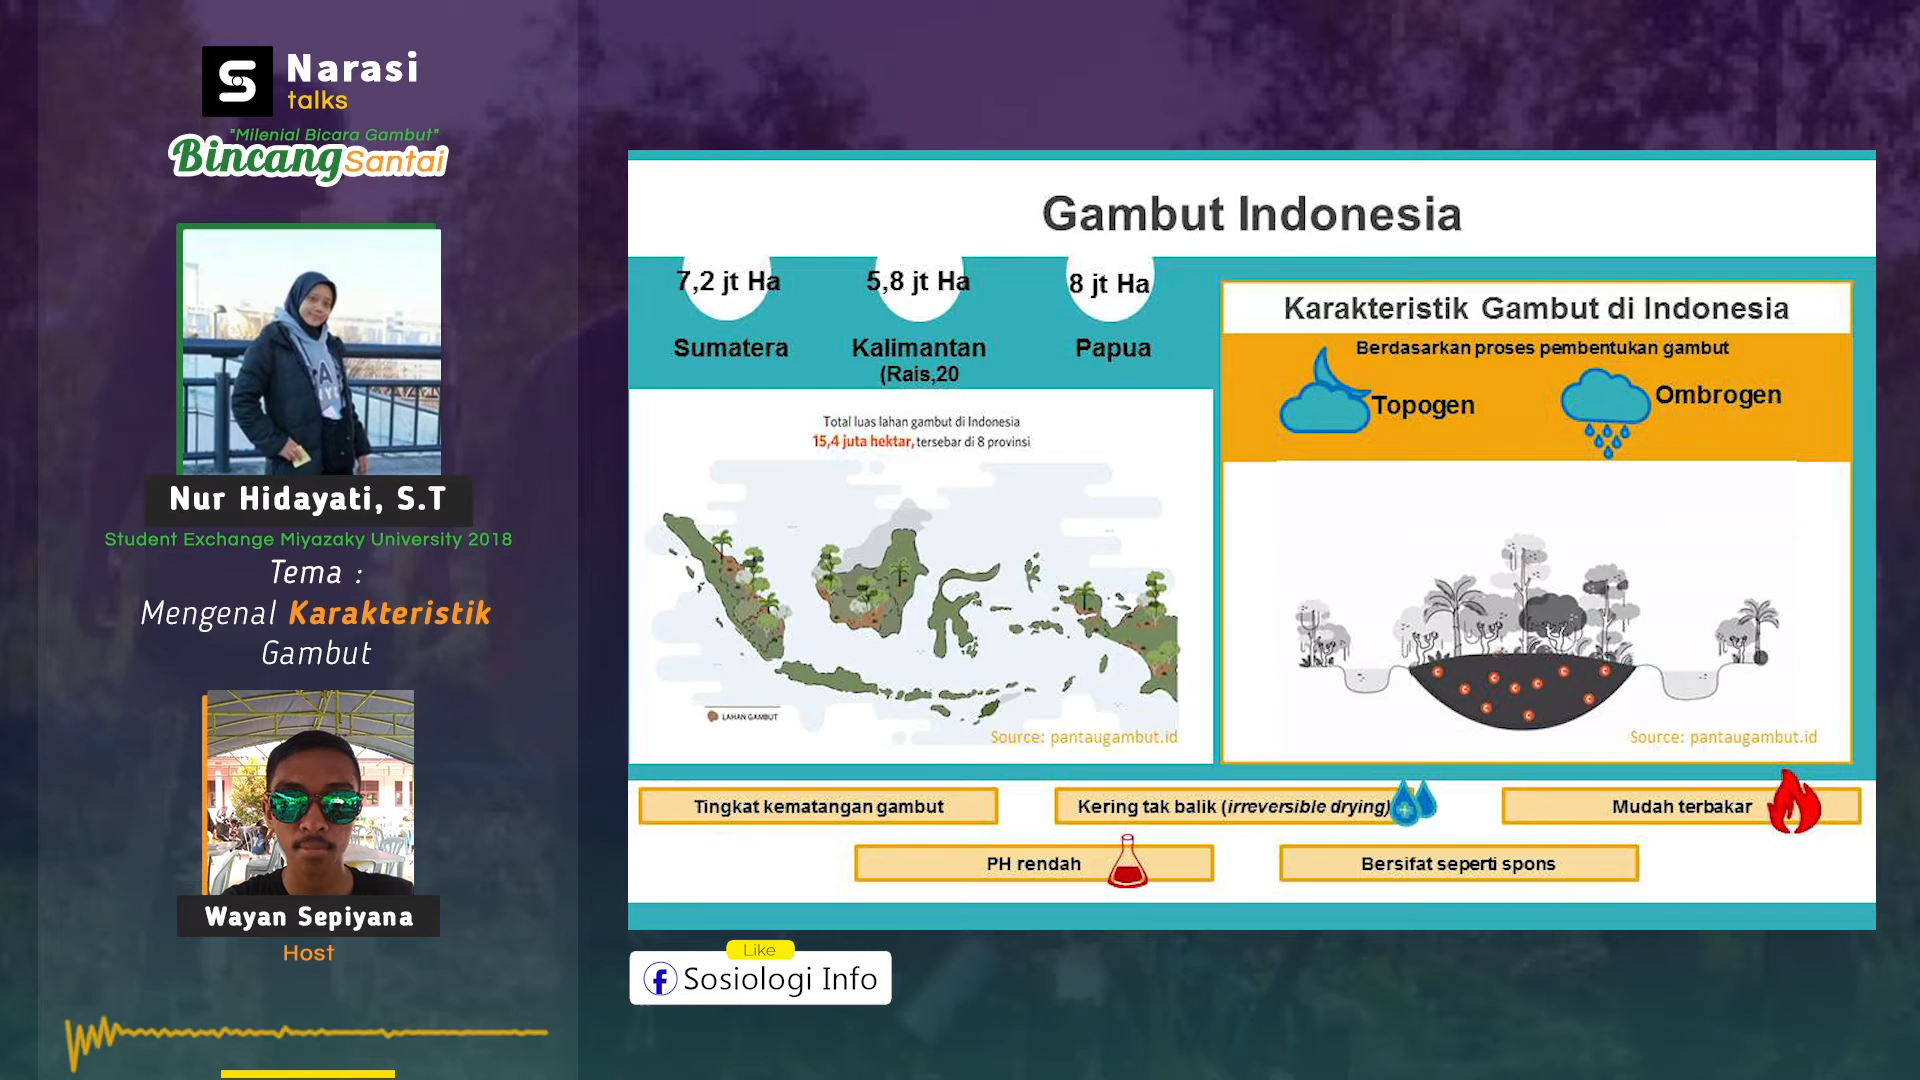 Narasi
talks
"Milenial Bicara Gambut"
BincangSantai
Nur Hidayati, S.T
Student Exchange Miyazaky University 2018
Tema :
Mengenal Karakteristik
Gambut
Wayan Sepiyana
Host
Gambut Indonesia
7,2 jt Ha
5,8 jt Ha
8 jt Ha
Sumatera
Kalimantan
Papua
(Rais,20
Total luas lahan gambut di Indonesia
15,4 juta hektar, tersebar di 8 provinsi
LAHAN GAMBUT
Source: pantaugambut.id
Karakteristik Gambut di Indonesia
Berdasarkan proses pembentukan gambut
Topogen
Ombrogen
C C C C C C C C C C
Source: pantaugambut.id
Tingkat kematangan gambut
Kering tak balik (irreversible drying)
Mudah terbakar
PH rendah
Bersifat seperti spons
Like
Sosiologi Info